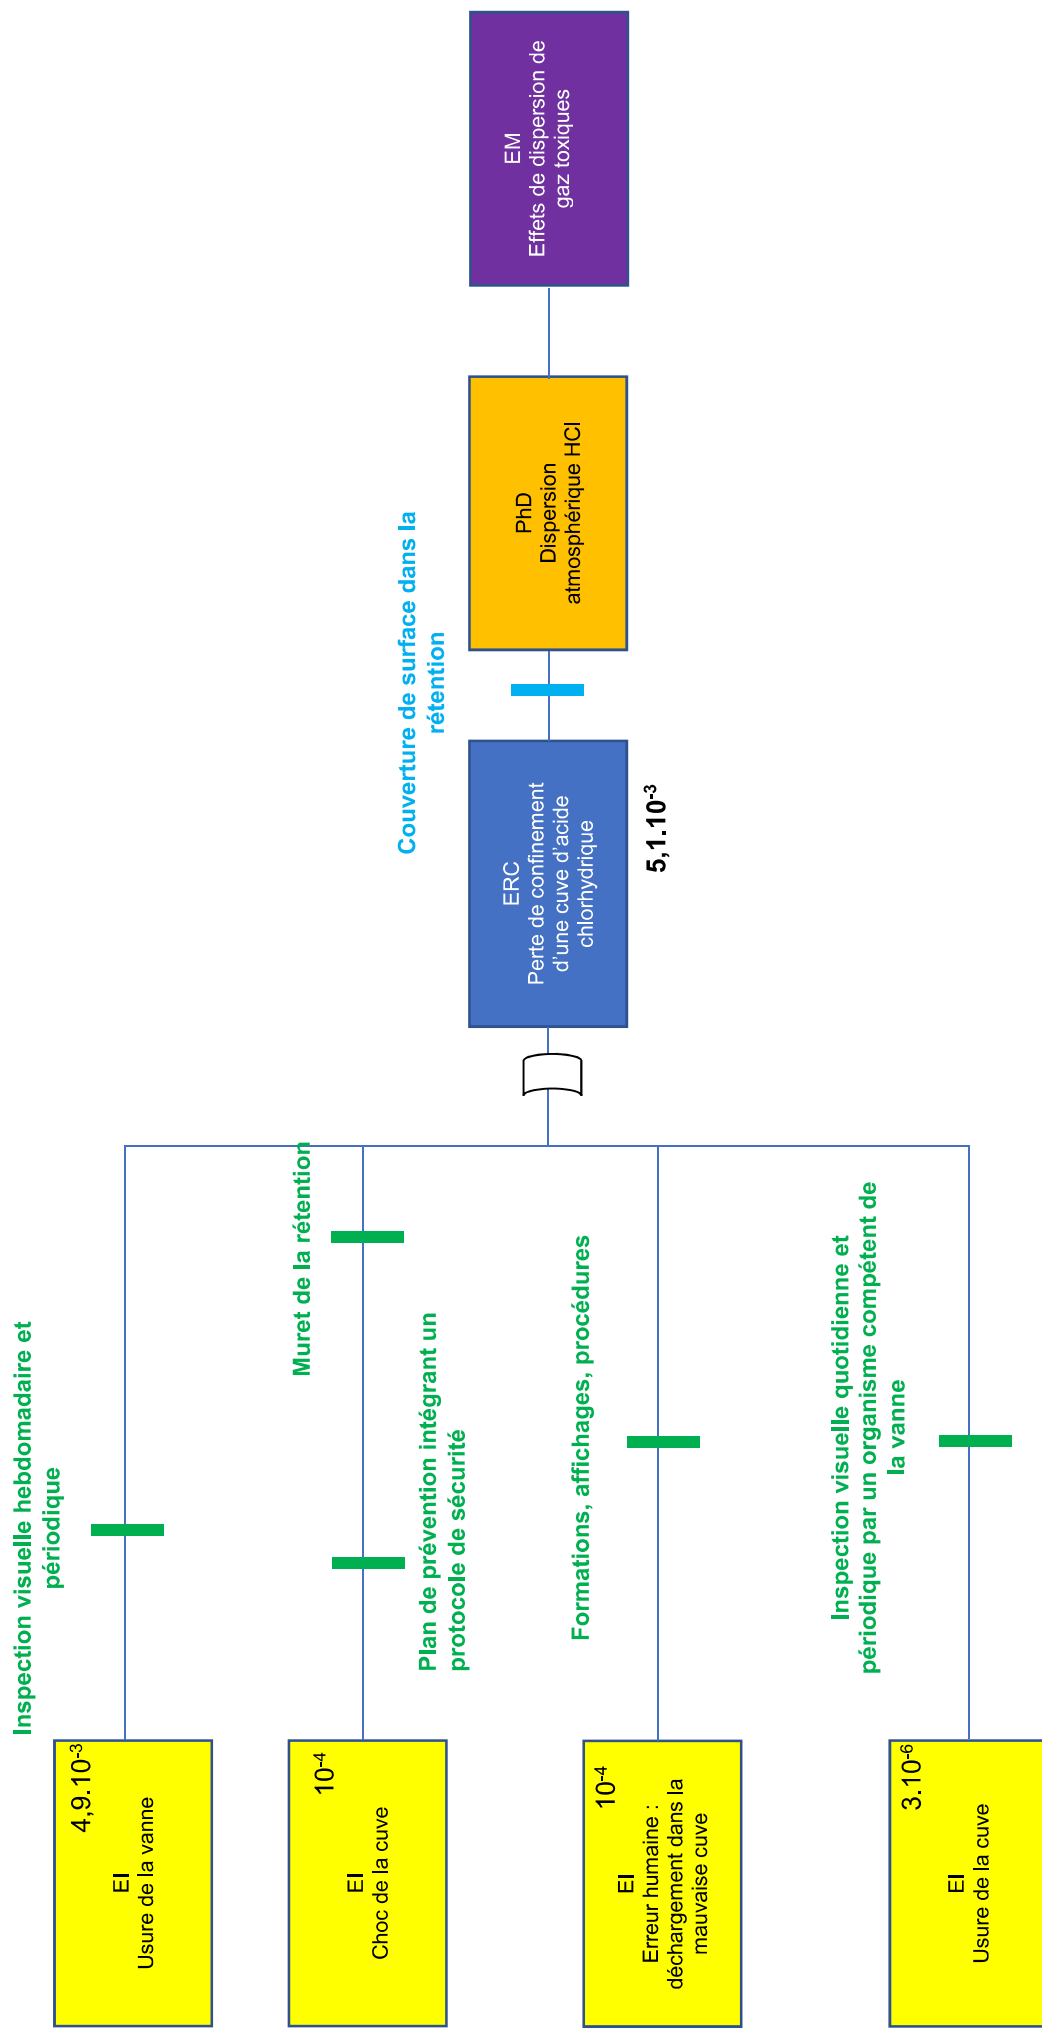 Inspection visuelle hebdomadaire et
périodique
4,9.10-3
EI
Usure de la vanne
Muret de la rétention
Plan de prévention intégrant un
protocole de sécurité
10-4
EI
Choc de la cuve
Formations, affichages, procédures
10-4
EI
Erreur humaine :
déchargement dans la
mauvaise cuve
Inspection visuelle quotidienne et
périodique par un organisme compétent de
la vanne
3.10-6
EI
Usure de la cuve
ERC
Perte de confinement
d’une cuve d’acide
chlorhydrique
5,1.10-3
Couverture de surface dans la
rétention
PhD
Dispersion
atmosphérique HCl
EM
Effets de dispersion de
gaz toxiques